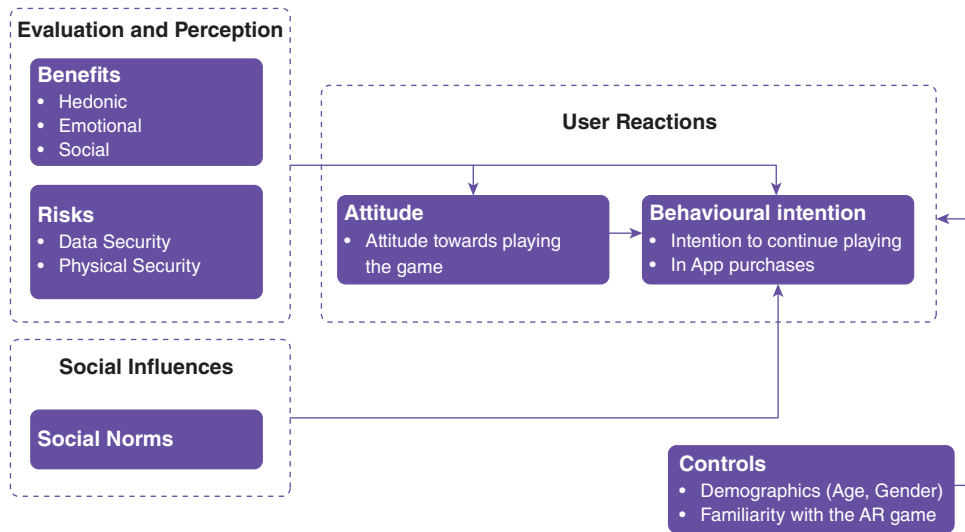 Evaluation and Perception
Benefits
• Hedonic
• Emotional
• Social
Risks
• Data Security
• Physical Security
User Reactions
Attitude
• Attitude towards playing
the game
Behavioural intention
• Intention to continue playing
• In App purchases
Social Influences
Social Norms
Controls
• Demographics (Age, Gender)
• Familiarity with the AR game